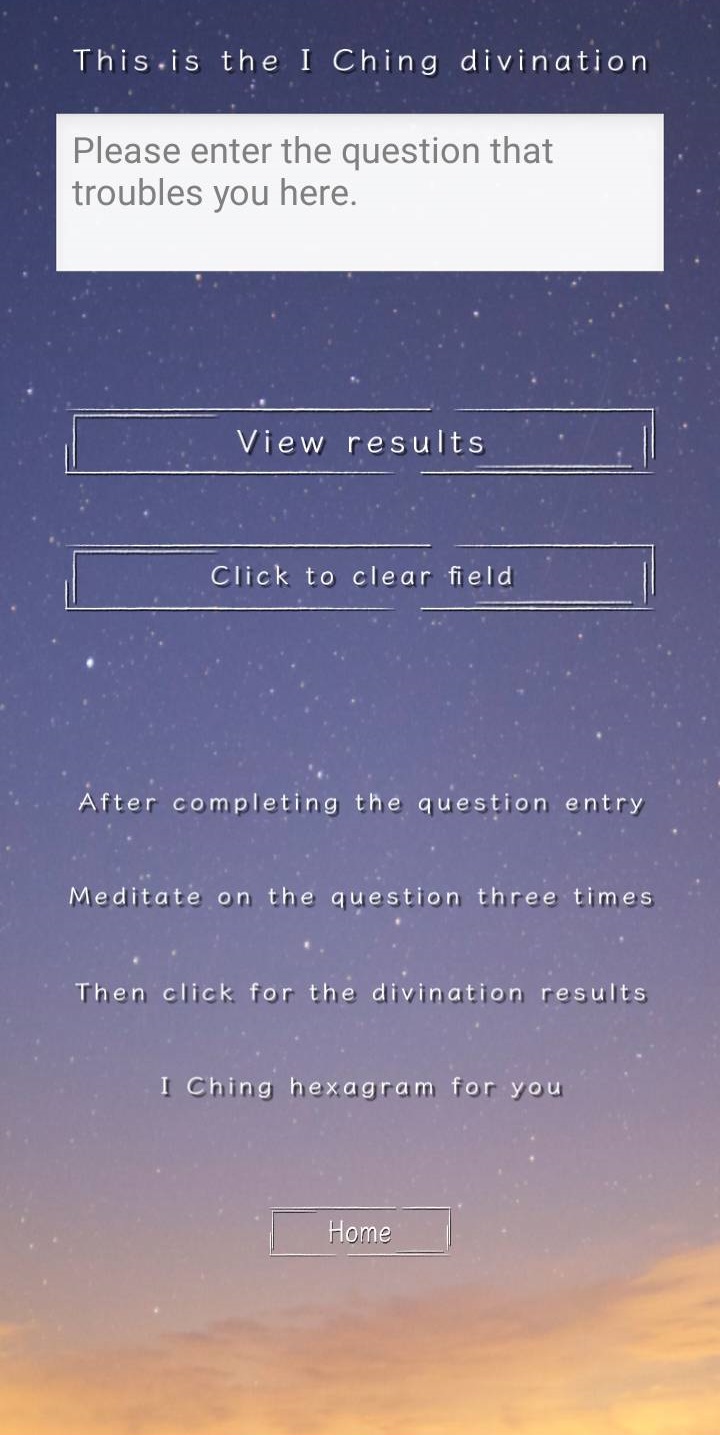 This is the I Ching divination
Please enter the question that
troubles you here.
View results
Click to clear field
After completing the question entry
Meditate on the question three times
Then click for the divination results
I Ching hexagram for you
Home